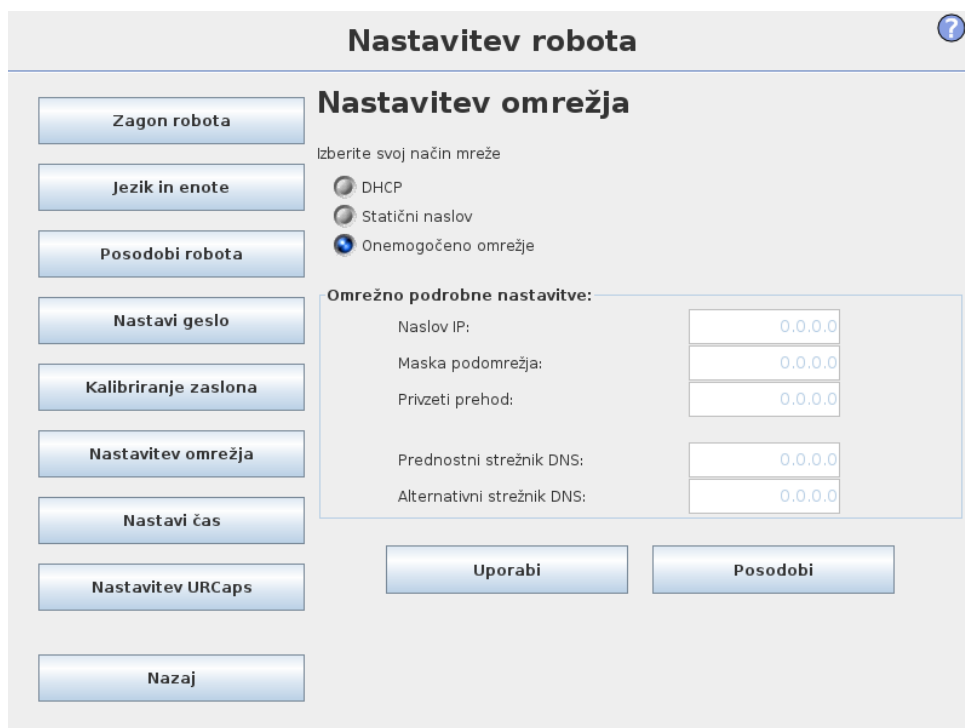 Nastavitev robota
?
Zagon robota
Jezik in enote
Posodobi robota
Nastavi geslo
Kalibriranje zaslona
Nastavitev omrežja
Nastavi čas
Nastavitev URCaps
Nazaj
Nastavitev omrežja
Izberite svoj način mreže
DHCP
Statični naslov
Onemogočeno omrežje
Omrežno podrobne nastavitve:
Naslov IP: 0.0.0.0
Maska podomrežja: 0.0.0.0
Privzeti prehod: 0.0.0.0
Prednostni strežnik DNS: 0.0.0.0
Alternativni strežnik DNS: 0.0.0.0
Uporabi Posodobi